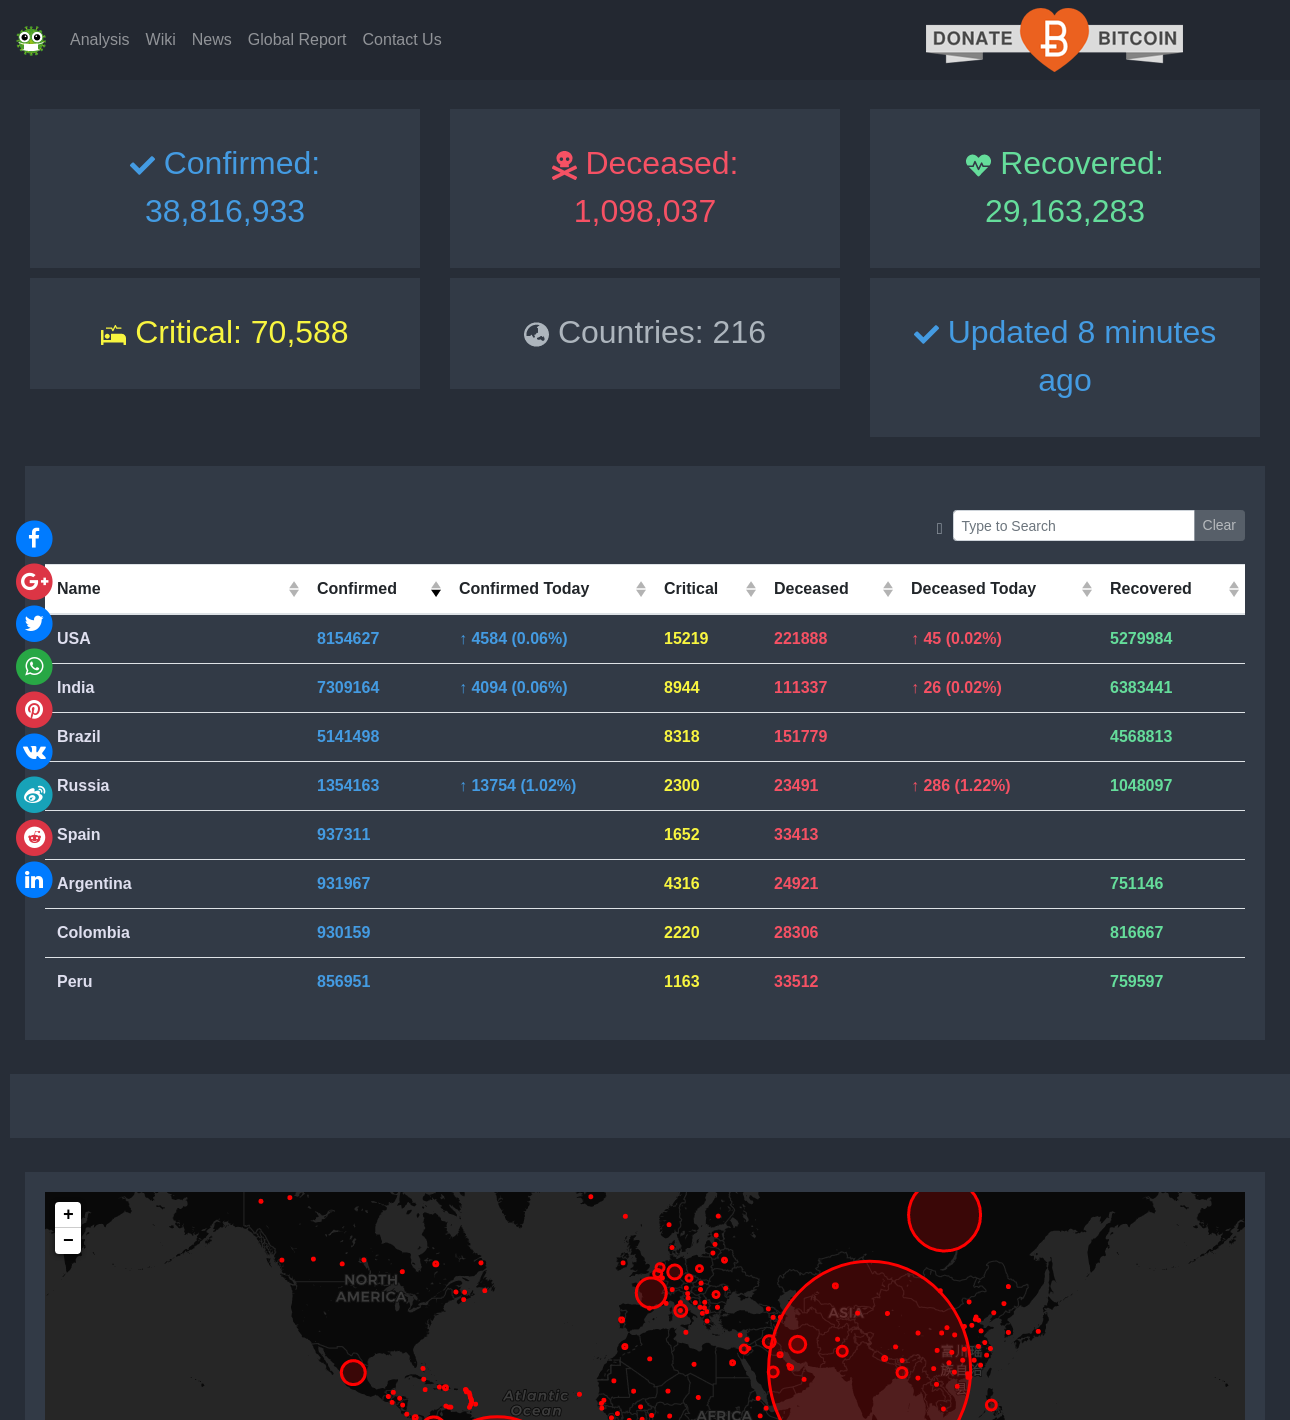 Analysis Wiki News Global Report Contact Us
DONATE BITCOIN
Confirmed:
38,816,933
Deceased:
1,098,037
Recovered:
29,163,283
Critical: 70,588
Countries: 216
Updated 8 minutes
ago
Type to Search Clear
Name Confirmed Confirmed Today Critical Deceased Deceased Today Recovered
USA 8154627 ↑ 4584 (0.06%) 15219 221888 ↑ 45 (0.02%) 5279984
India 7309164 ↑ 4094 (0.06%) 8944 111337 ↑ 26 (0.02%) 6383441
Brazil 5141498 8318 151779 4568813
Russia 1354163 ↑ 13754 (1.02%) 2300 23491 ↑ 286 (1.22%) 1048097
Spain 937311 1652 33413
Argentina 931967 4316 24921 751146
Colombia 930159 2220 28306 816667
Peru 856951 1163 33512 759597
+
−
NORTH
AMERICA
ASIA
Atlantic
Ocean
AFRICA